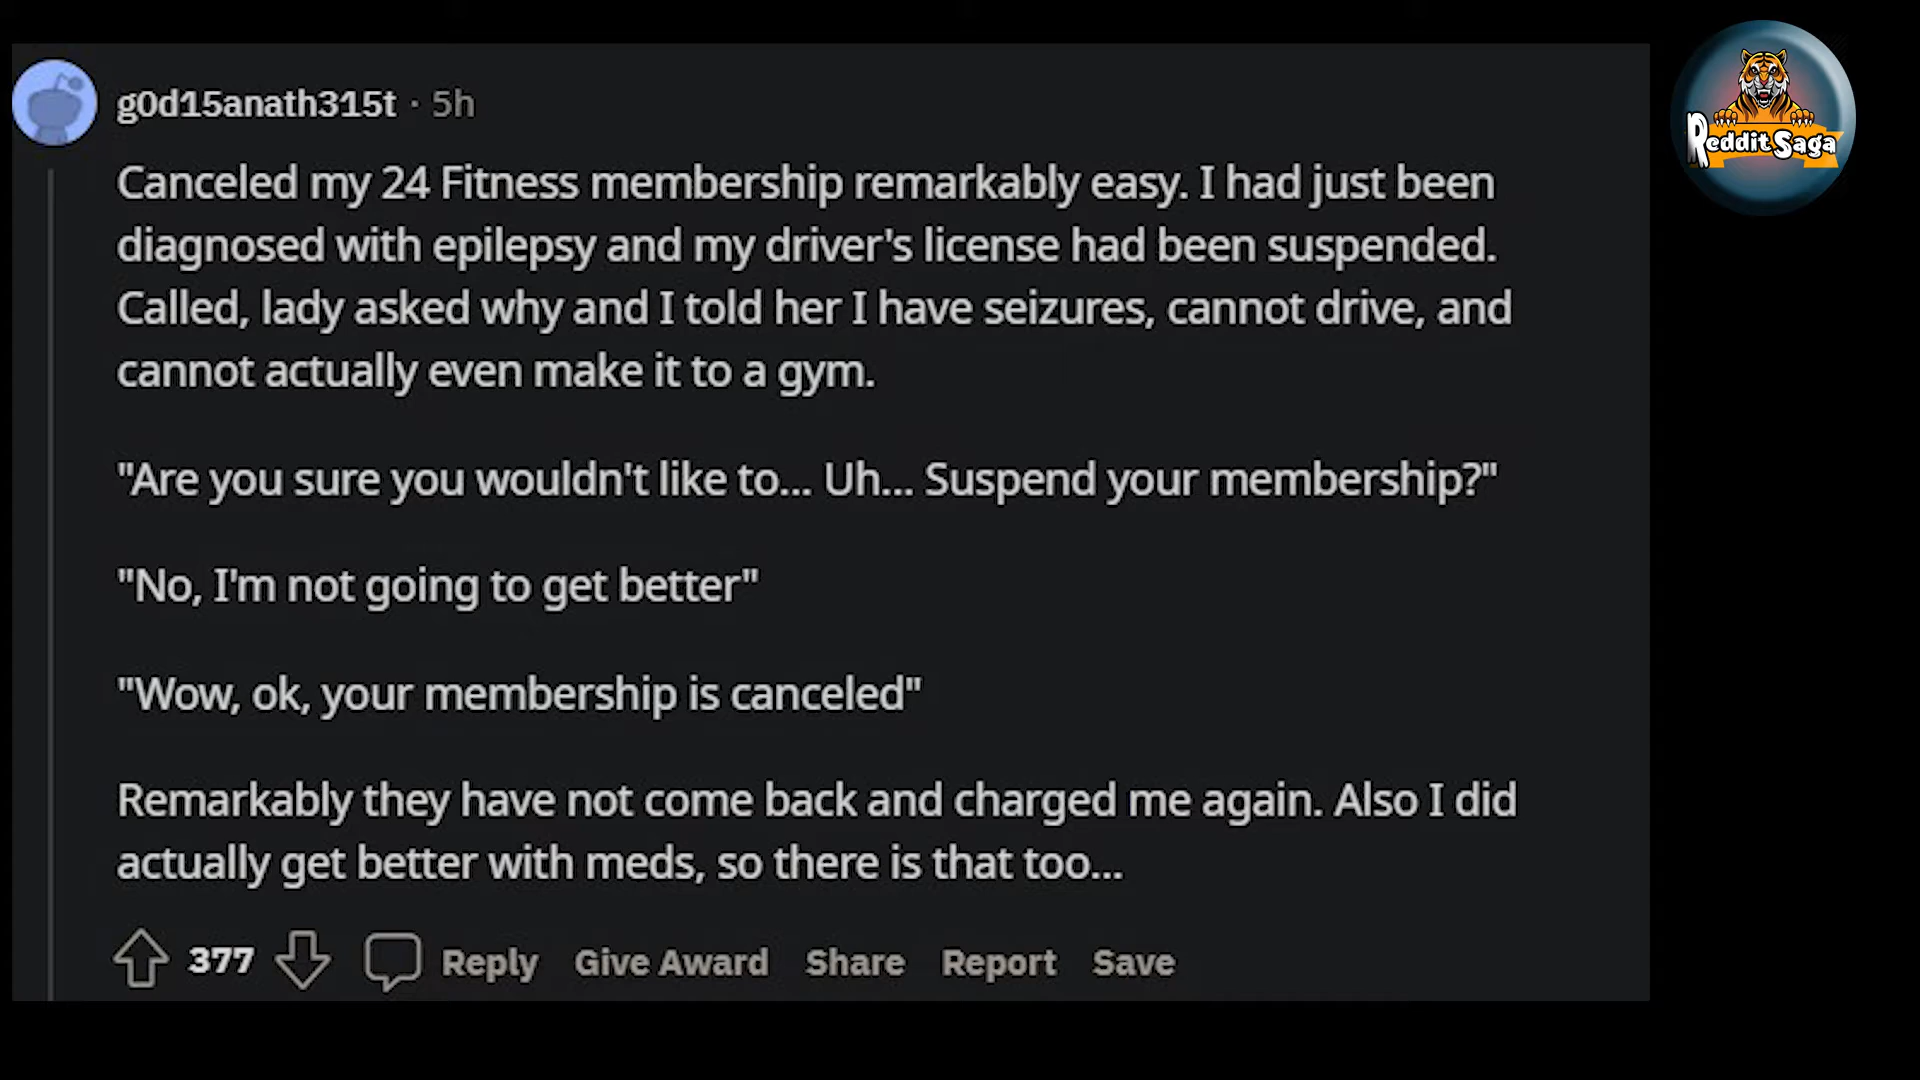 g0d15anath315t · 5h
Reddit Saga
Canceled my 24 Fitness membership remarkably easy. I had just been
diagnosed with epilepsy and my driver's license had been suspended.
Called, lady asked why and I told her I have seizures, cannot drive, and
cannot actually even make it to a gym.
"Are you sure you wouldn't like to... Uh... Suspend your membership?"
"No, I'm not going to get better"
"Wow, ok, your membership is canceled"
Remarkably they have not come back and charged me again. Also I did
actually get better with meds, so there is that too...
377 Reply Give Award Share Report Save